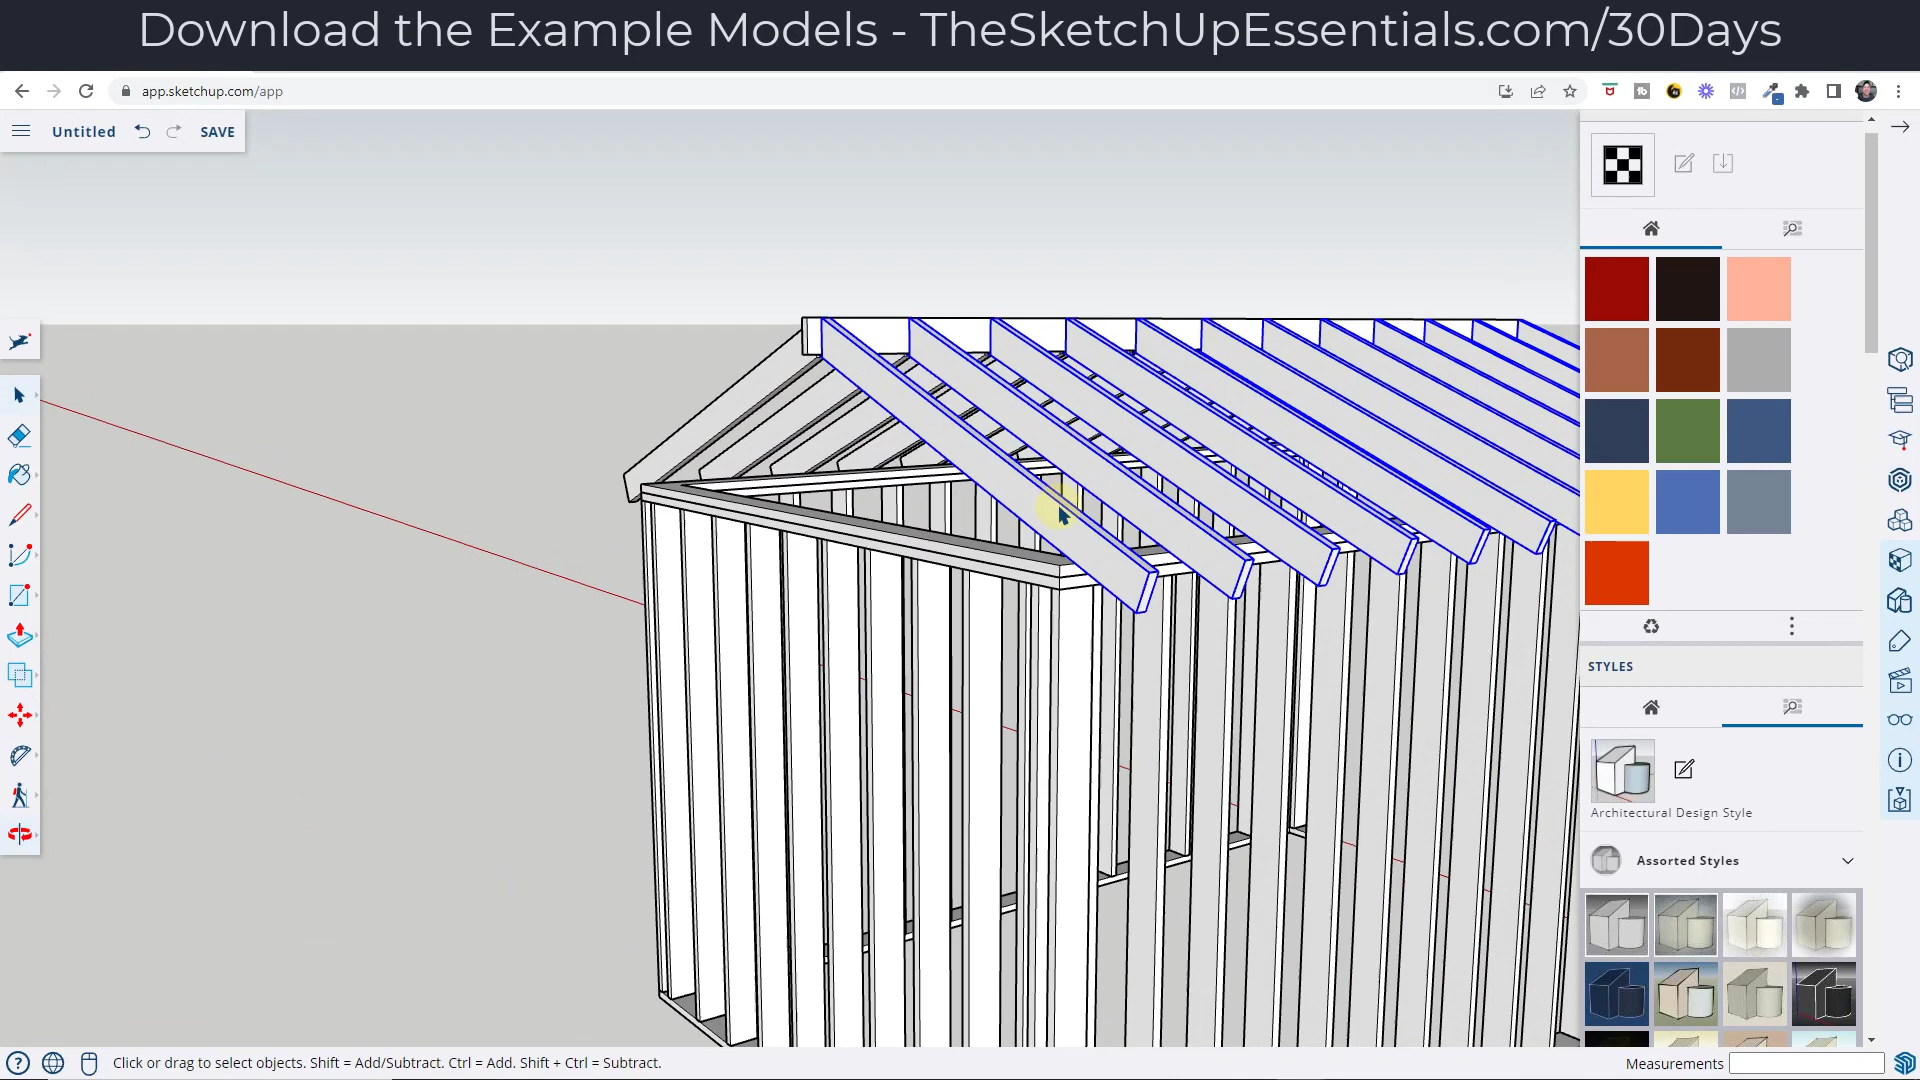 Download the Example Models - TheSketchUpEssentials.com/30Days
app.sketchup.com/app
Untitled
SAVE
STYLES
Architectural Design Style
Assorted Styles
Click or drag to select objects. Shift = Add/Subtract. Ctrl = Add. Shift + Ctrl = Subtract.
Measurements